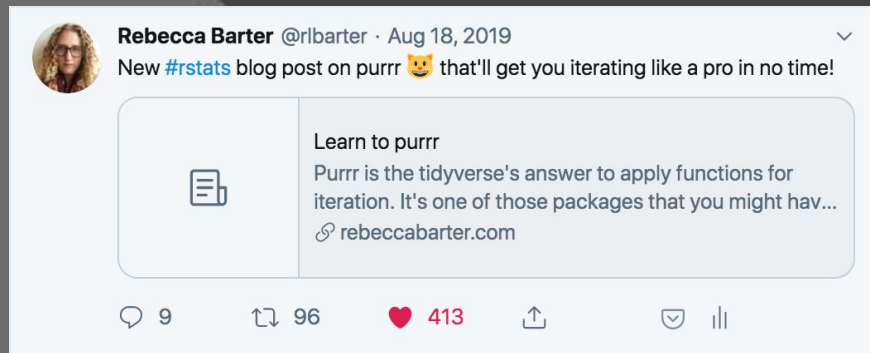 Rebecca Barter @rlbarter · Aug 18, 2019
New #rstats blog post on purrr 😺 that'll get you iterating like a pro in no time!
Learn to purrr
Purrr is the tidyverse's answer to apply functions for
iteration. It's one of those packages that you might hav...
rebeccabarter.com
9 96 413